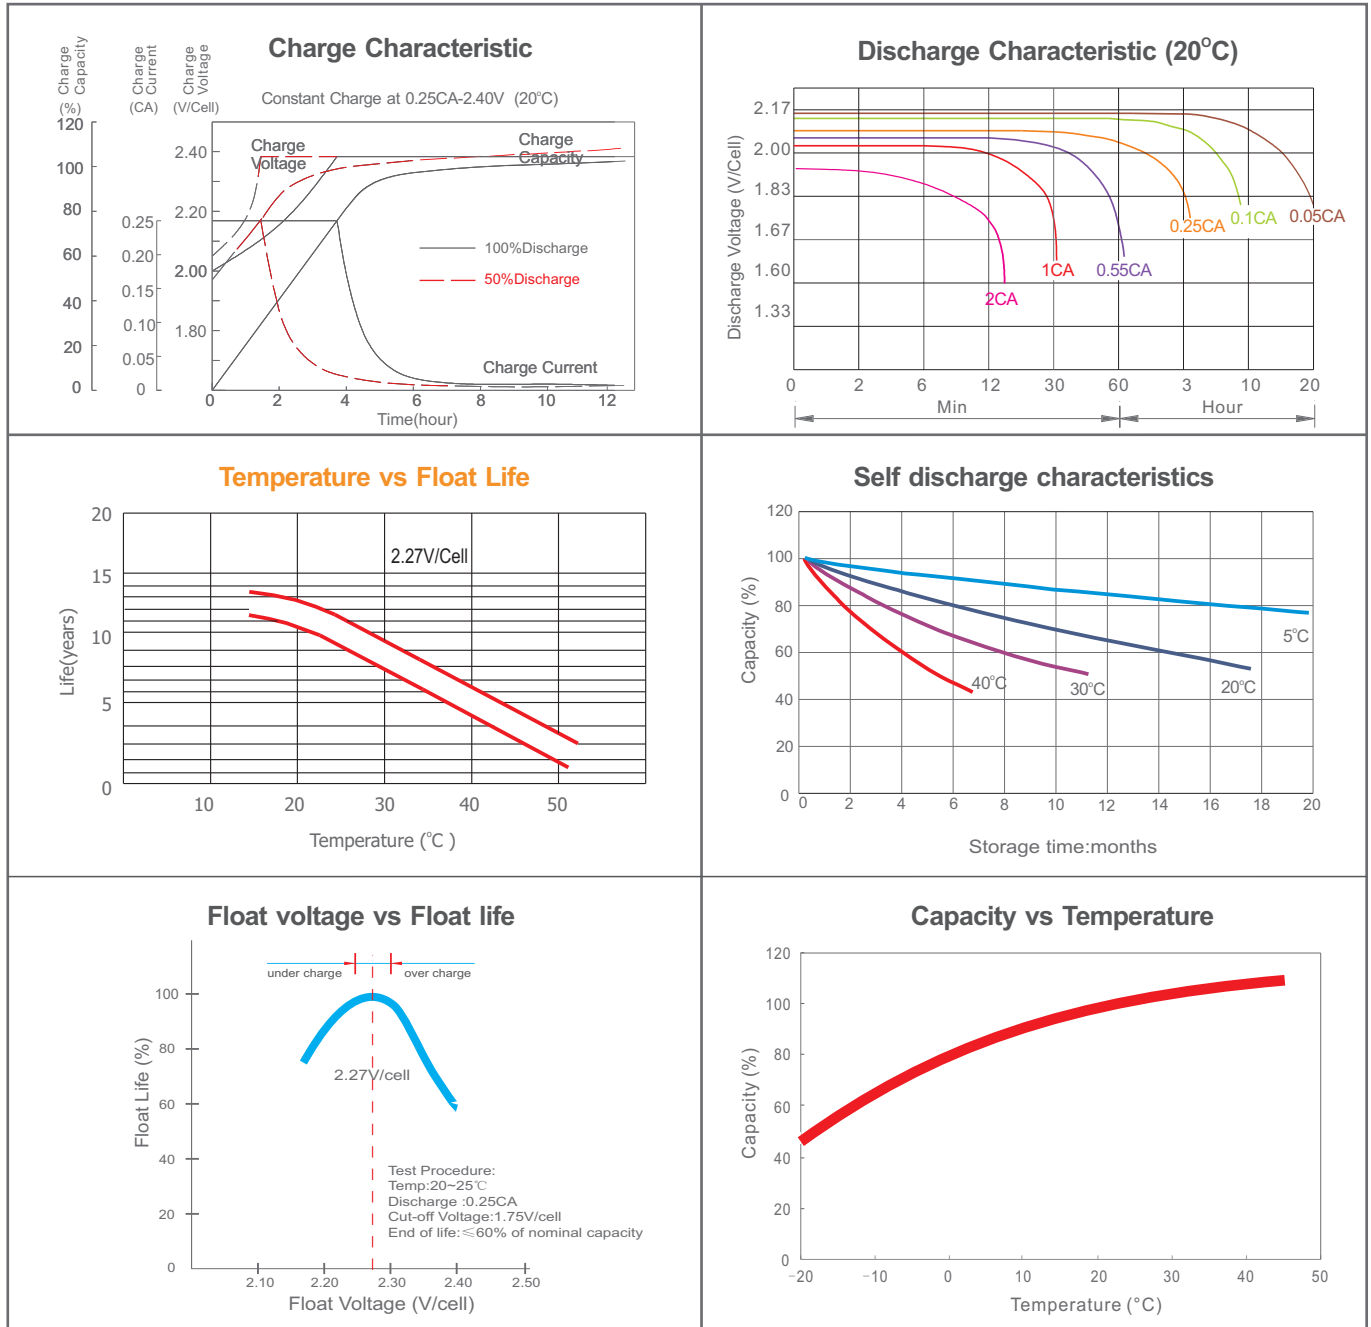 Charge Characteristic
Charge
Capacity
(%)
Charge
Current
(CA)
Charge
Voltage
(V/Cell)
Constant Charge at 0.25CA-2.40V (20°C)
120
100
80
60
40
20
0
0.25
0.20
0.15
0.10
0.05
0
2.40
2.20
2.00
1.80
Charge
Voltage
Charge
Capacity
100%Discharge
50%Discharge
Charge Current
0 2 4 6 8 10 12
Time(hour)
Discharge Characteristic (20°C)
Discharge Voltage (V/Cell)
2.17
2.00
1.83
1.67
1.60
1.33
2CA
1CA
0.55CA
0.25CA
0.1CA
0.05CA
0 2 6 12 30 60 3 10 20
Min Hour
Temperature vs Float Life
Life(years)
20
15
10
5
0
2.27V/Cell
10 20 30 40 50
Temperature (°C )
Self discharge characteristics
Capacity (%)
120
100
80
60
40
20
0
5°C
20°C
30°C
40°C
0 2 4 6 8 10 12 14 16 18 20
Storage time:months
Float voltage vs Float life
under charge over charge
Float Life (%)
100
80
60
40
20
0
2.27V/cell
Test Procedure:
Temp:20~25℃
Discharge :0.25CA
Cut-off Voltage:1.75V/cell
End of life:≤60% of nominal capacity
2.10 2.20 2.30 2.40 2.50
Float Voltage (V/cell)
Capacity vs Temperature
Capacity (%)
120
100
80
60
40
20
0
−20 −10 0 10 20 30 40 50
Temperature (°C)